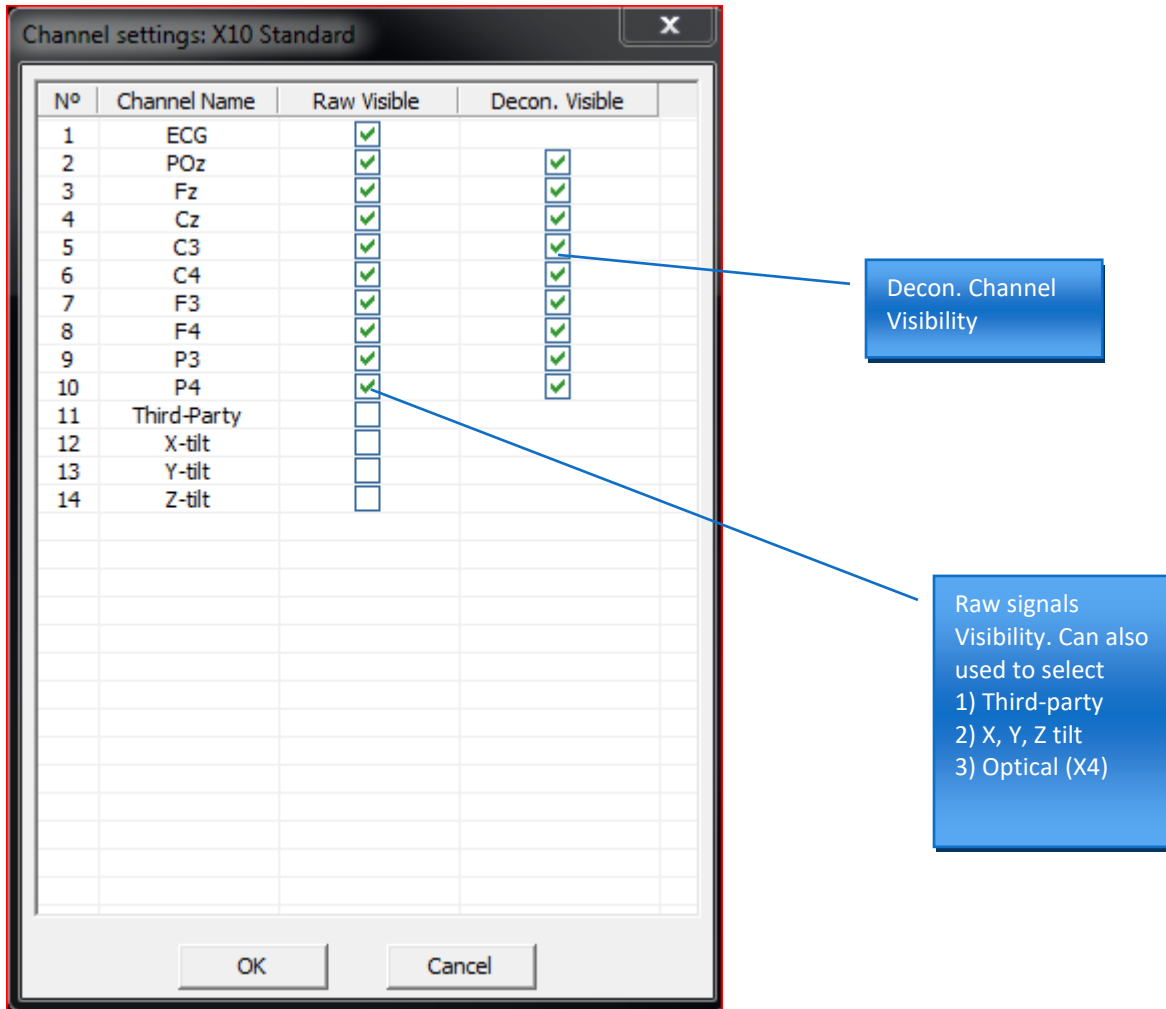 Channel settings: X10 Standard
x
Nº Channel Name Raw Visible Decon. Visible
1 ECG
2 POz
3 Fz
4 Cz
5 C3
6 C4
7 F3
8 F4
9 P3
10 P4
11 Third-Party
12 X-tilt
13 Y-tilt
14 Z-tilt
OK Cancel
Decon. Channel
Visibility
Raw signals
Visibility. Can also
used to select
1) Third-party
2) X, Y, Z tilt
3) Optical (X4)